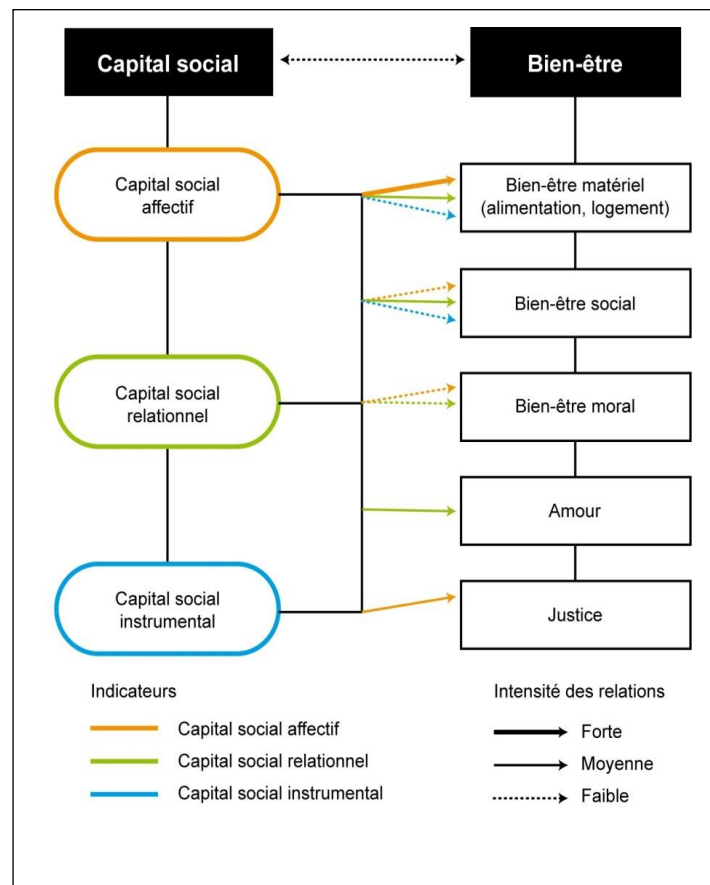 Capital social
Bien-être
Capital social
affectif
Bien-être matériel
(alimentation, logement)
Bien-être social
Capital social
relationnel
Bien-être moral
Amour
Capital social
instrumental
Justice
Indicateurs
Capital social affectif
Capital social relationnel
Capital social instrumental
Intensité des relations
Forte
Moyenne
Faible